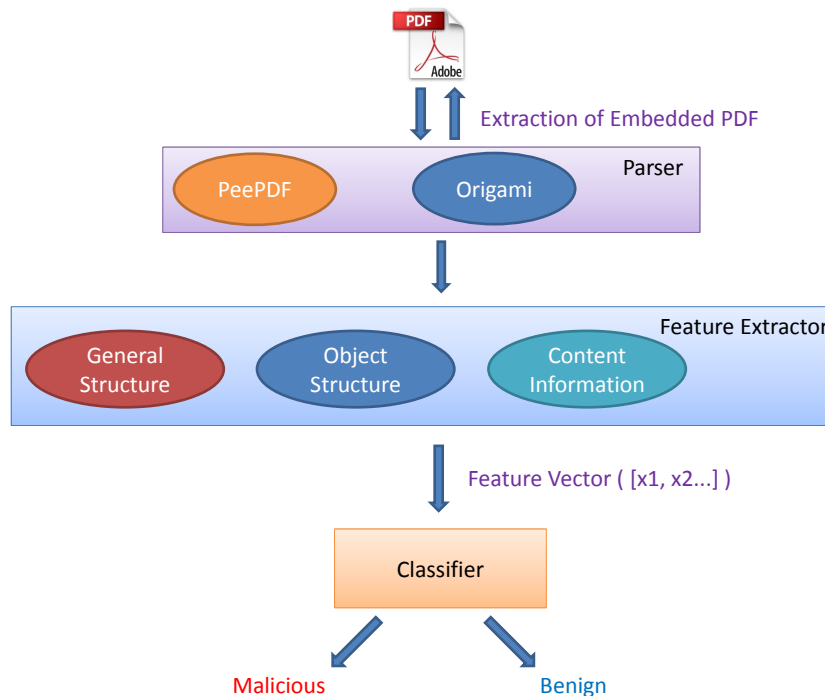 PDF
Adobe
Extraction of Embedded PDF
Parser
PeePDF
Origami
Feature Extractor
General
Structure
Object
Structure
Content
Information
Feature Vector ( [x1, x2...] )
Classifier
Malicious
Benign